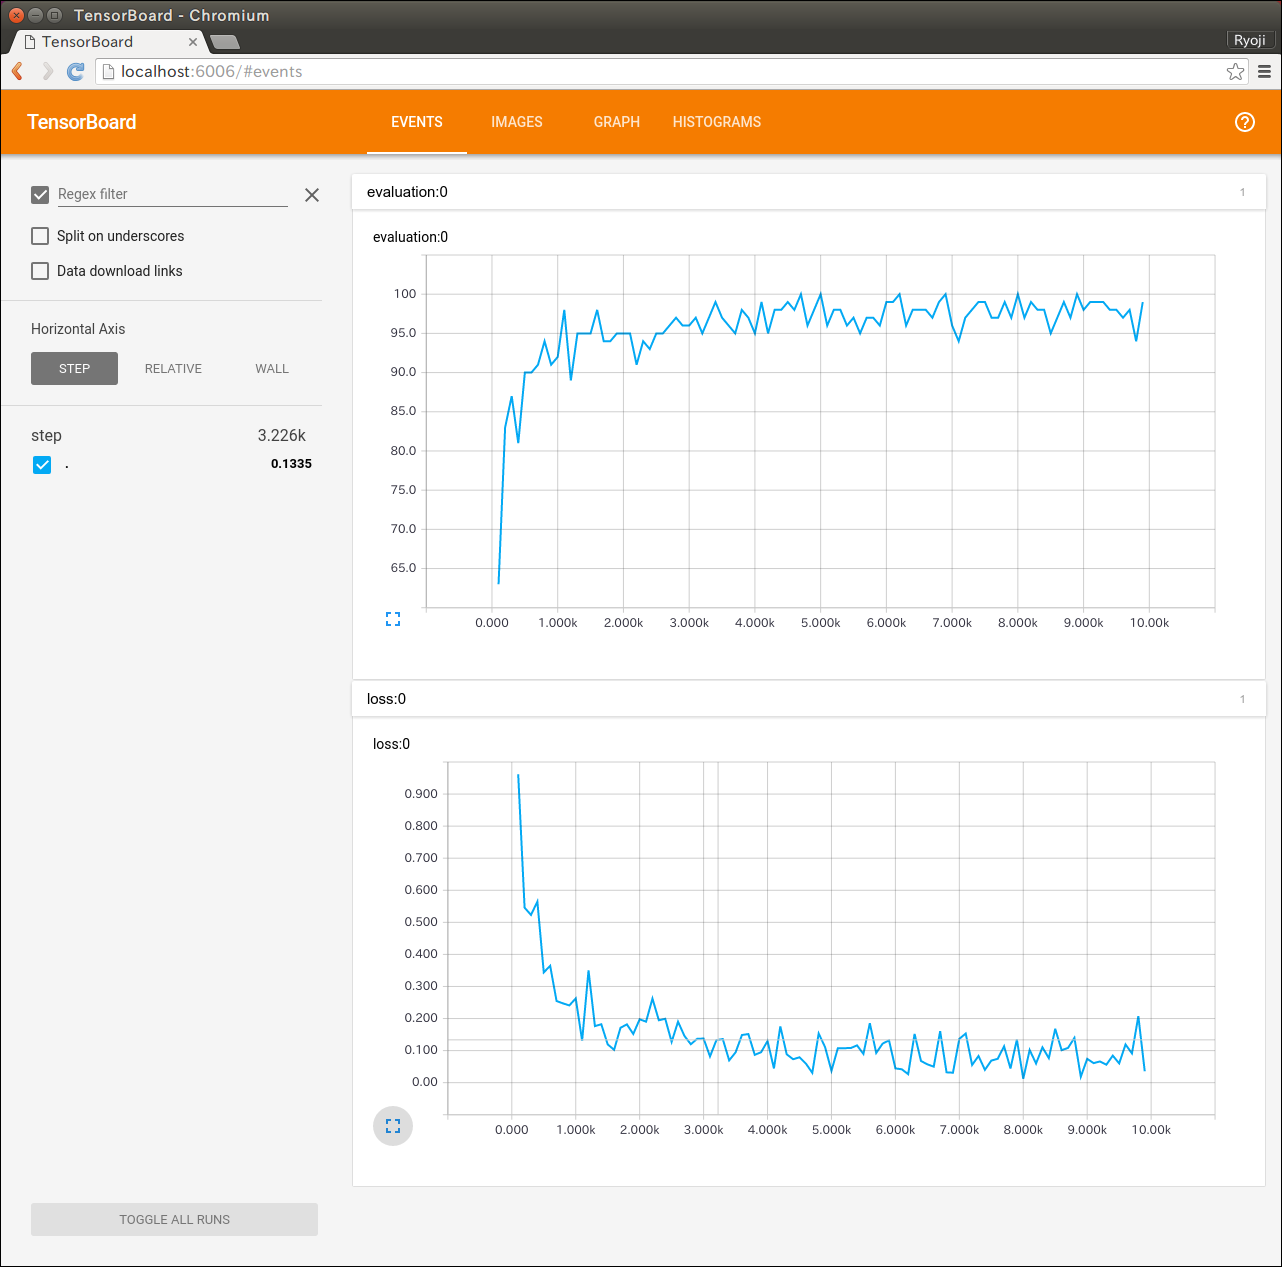 TensorBoard - Chromium
TensorBoard
Ryoji
localhost:6006/#events
TensorBoard
EVENTS
IMAGES
GRAPH
HISTOGRAMS
Regex filter
Split on underscores
Data download links
Horizontal Axis
STEP
RELATIVE
WALL
step 3.226k
. 0.1335
TOGGLE ALL RUNS
evaluation:0 1
evaluation:0
100
95.0
90.0
85.0
80.0
75.0
70.0
65.0
0.000 1.000k 2.000k 3.000k 4.000k 5.000k 6.000k 7.000k 8.000k 9.000k 10.00k
loss:0 1
loss:0
0.900
0.800
0.700
0.600
0.500
0.400
0.300
0.200
0.100
0.00
0.000 1.000k 2.000k 3.000k 4.000k 5.000k 6.000k 7.000k 8.000k 9.000k 10.00k